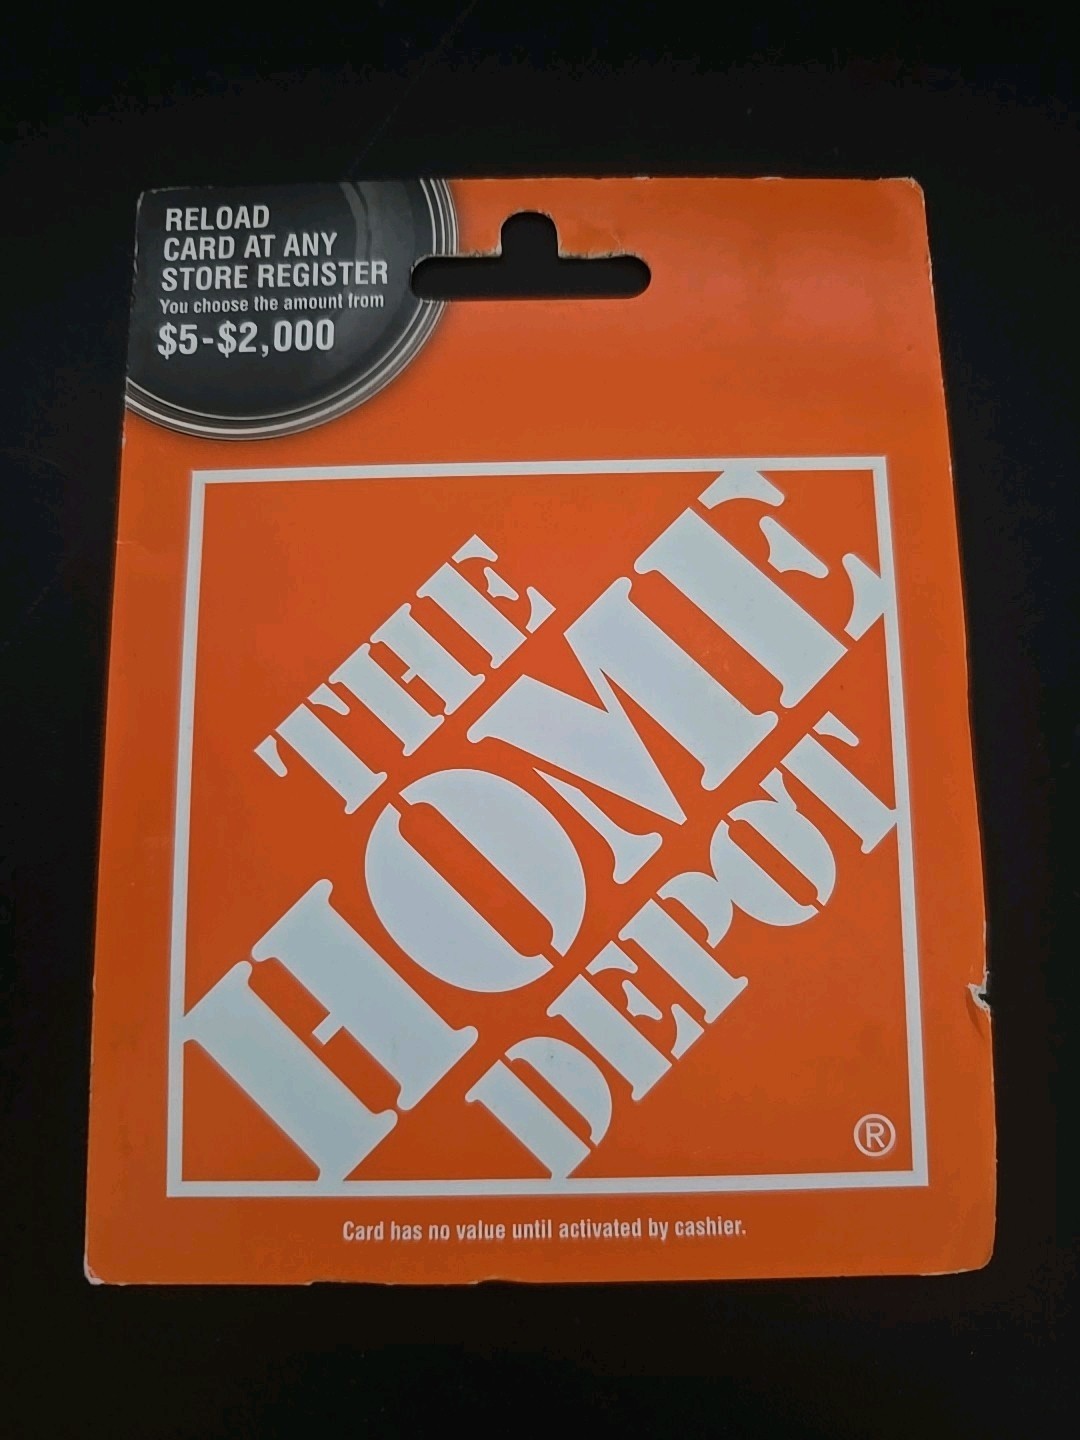 RELOAD
CARD AT ANY
STORE REGISTER
You choose the amount from
$5-$2,000
THE
HOME
DEPOT
®
Card has no value until activated by cashier.